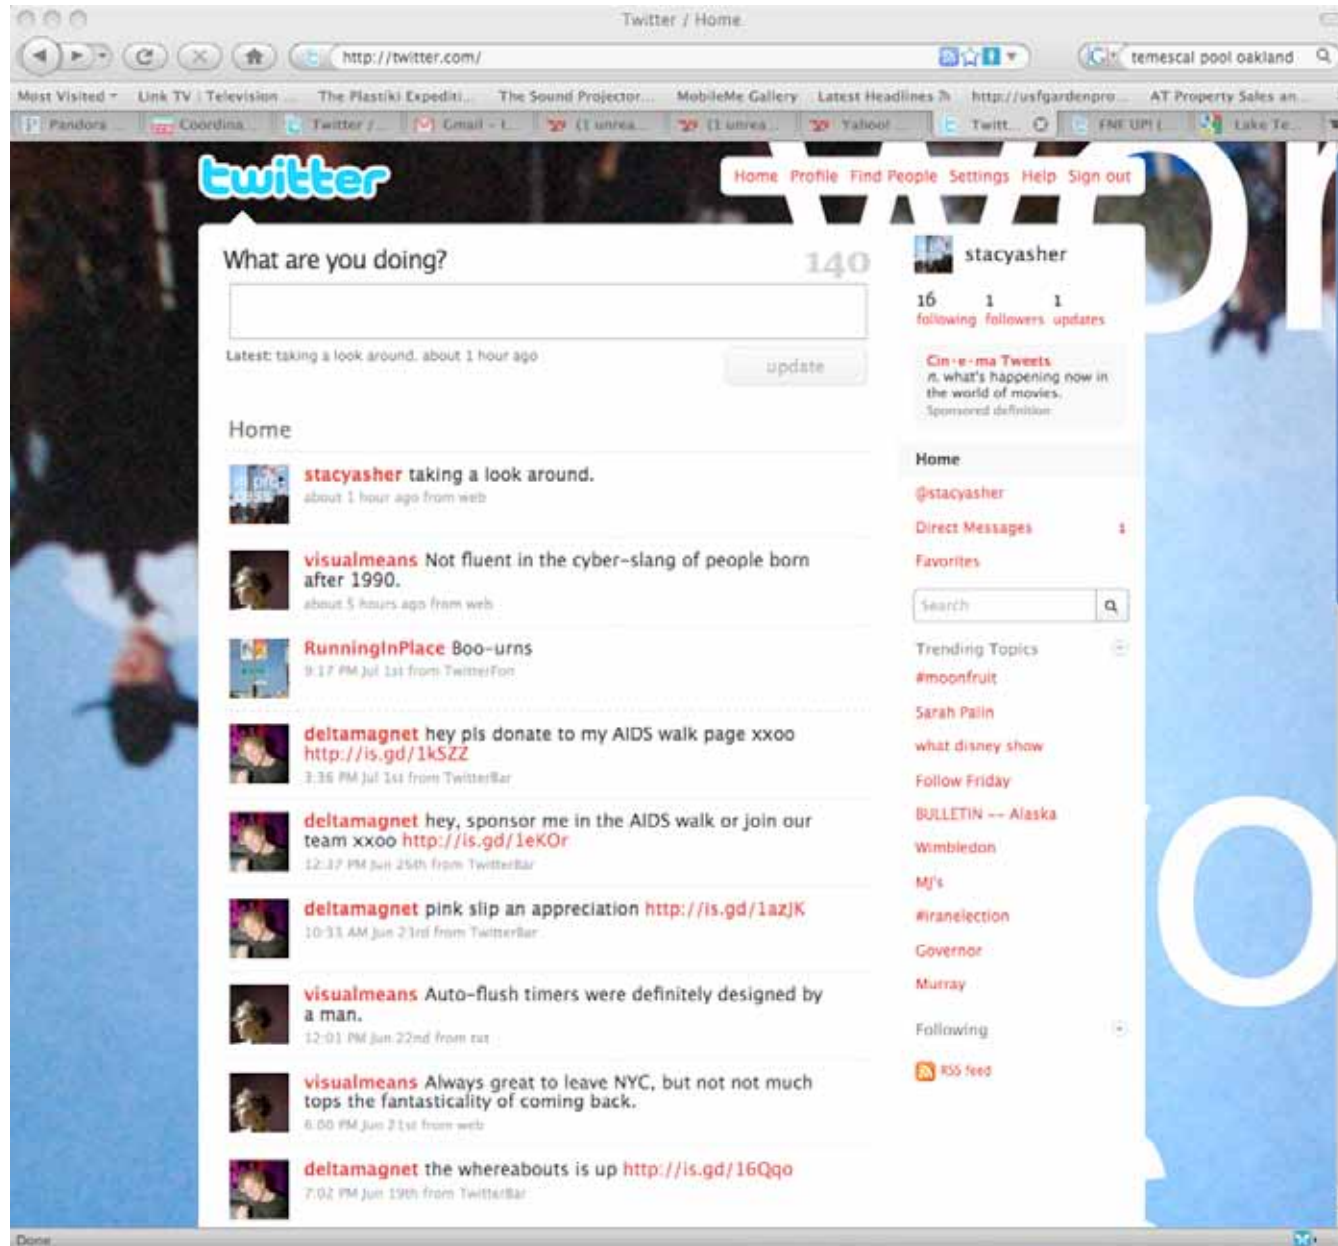 Twitter / Home
http://twitter.com/
temescal pool oakland
Most Visited
Link TV : Television ...
The Plastiki Expediti...
The Sound Projector...
MobileMe Gallery
Latest Headlines
http://usfgardenpro...
AT Property Sales an...
Pandora ...
Coordina...
Twitter / ...
Gmail - I...
(1 unrea...
(1 unrea...
Yahoo! ...
Twitt...
FNF UP! (...
Lake Te...
twitter
Home Profile Find People Settings Help Sign out
What are you doing?
140
Latest: taking a look around. about 1 hour ago
update
Home
stacyasher taking a look around.
about 1 hour ago from web
visualmeans Not fluent in the cyber-slang of people born
after 1990.
about 5 hours ago from web
RunningInPlace Boo-urns
9:17 PM Jul 1st from TwitterFon
deltamagnet hey pls donate to my AIDS walk page xxoo
http://is.gd/1kSZZ
3:36 PM Jul 1st from TwitterBar
deltamagnet hey, sponsor me in the AIDS walk or join our
team xxoo http://is.gd/1eKOr
12:37 PM Jun 25th from TwitterBar
deltamagnet pink slip an appreciation http://is.gd/1azJK
10:33 AM Jun 23rd from TwitterBar
visualmeans Auto-flush timers were definitely designed by
a man.
12:01 PM Jun 22nd from txt
visualmeans Always great to leave NYC, but not not much
tops the fantasticality of coming back.
6:00 PM Jun 21st from web
deltamagnet the whereabouts is up http://is.gd/16Qqo
7:02 PM Jun 19th from TwitterBar
stacyasher
16 1 1
following followers updates
Cin·e·ma Tweets
n. what's happening now in
the world of movies.
Sponsored definition
Home
@stacyasher
Direct Messages 1
Favorites
Search
Trending Topics
#moonfruit
Sarah Palin
what disney show
Follow Friday
BULLETIN -- Alaska
Wimbledon
MJ's
#iranelection
Governor
Murray
Following
RSS feed
Done